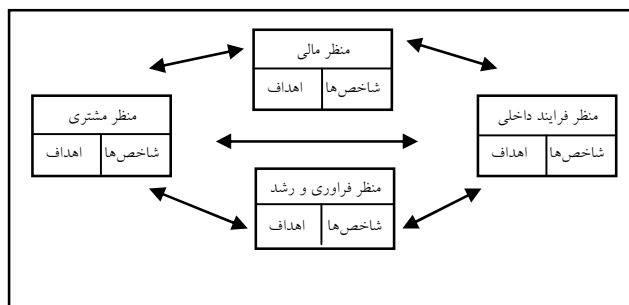 منظر مالی
شاخص‌ها اهداف
منظر فرایند داخلی
شاخص‌ها اهداف
منظر مشتری
شاخص‌ها اهداف
منظر فراوری و رشد
شاخص‌ها اهداف